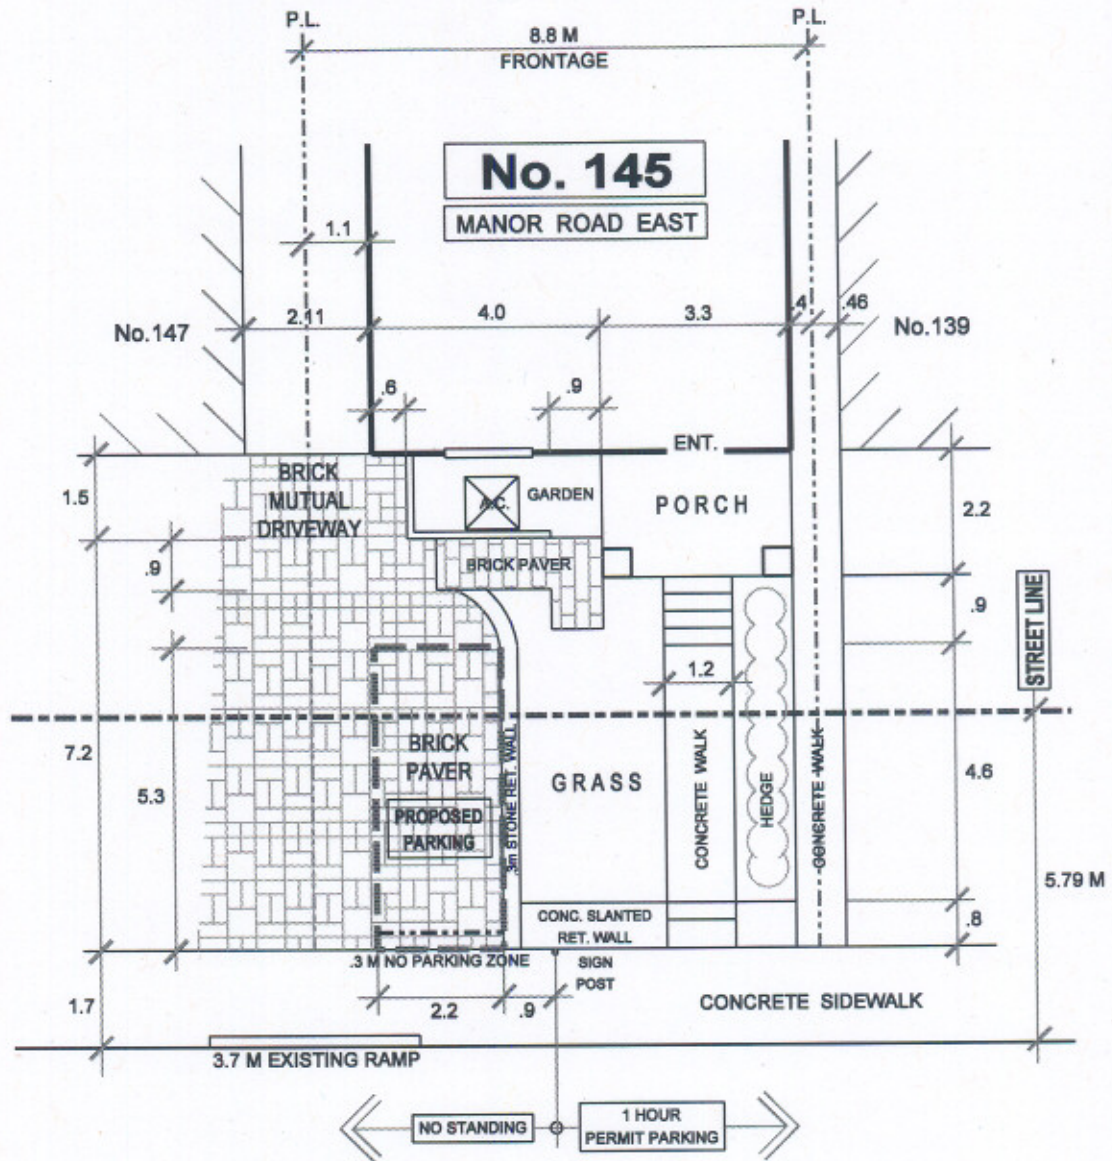 P.L.
P.L.
8.8 M
FRONTAGE
No. 145
MANOR ROAD EAST
1.1
No.147
2.11
4.0
3.3
.4
.46
No.139
.6
.9
ENT.
1.5
BRICK
MUTUAL
DRIVEWAY
A.C.
GARDEN
PORCH
2.2
.9
BRICK PAVER
.9
STREET LINE
1.2
7.2
5.3
BRICK
PAVER
PROPOSED
PARKING
.3m STONE RET. WALL
GRASS
CONCRETE WALK
HEDGE
CONCRETE WALK
4.6
5.79 M
CONC. SLANTED
RET. WALL
.8
.3 M NO PARKING ZONE
SIGN
POST
1.7
2.2
.9
CONCRETE SIDEWALK
3.7 M EXISTING RAMP
NO STANDING
1 HOUR
PERMIT PARKING